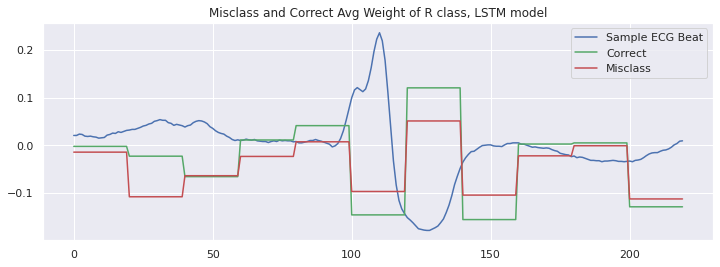 Misclass and Correct Avg Weight of R class, LSTM model
Sample ECG Beat
Correct
Misclass
0.2
0.1
0.0
−0.1
0
50
100
150
200